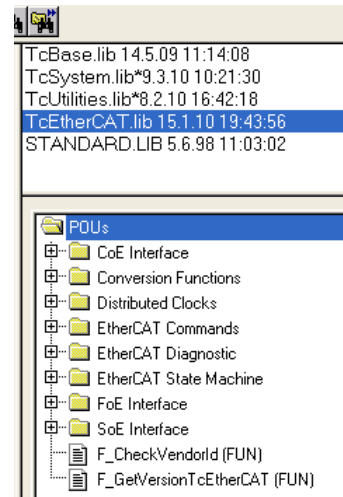 TcBase.lib 14.5.09 11:14:08
TcSystem.lib*9.3.10 10:21:30
TcUtilities.lib*8.2.10 16:42:18
TcEtherCAT.lib 15.1.10 19:43:56
STANDARD.LIB 5.6.98 11:03:02
POUs
CoE Interface
Conversion Functions
Distributed Clocks
EtherCAT Commands
EtherCAT Diagnostic
EtherCAT State Machine
FoE Interface
SoE Interface
F_CheckVendorId (FUN)
F_GetVersionTcEtherCAT (FUN)